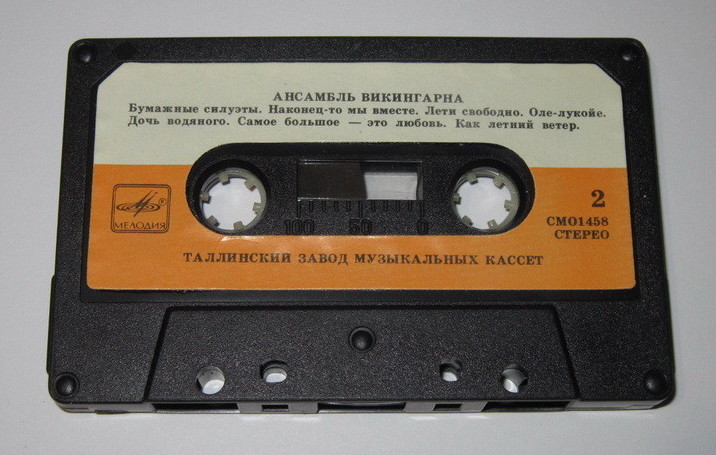 АНСАМБЛЬ ВИКИНГАРНА
Бумажные силуэты. Наконец-то мы вместе. Лети свободно. Оле-лукойе.
Дочь водяного. Самое большое — это любовь. Как летний ветер.
МЕЛОДИЯ
2
СМ01458
СТЕРЕО
100 50 0
ТАЛЛИНСКИЙ ЗАВОД МУЗЫКАЛЬНЫХ КАССЕТ